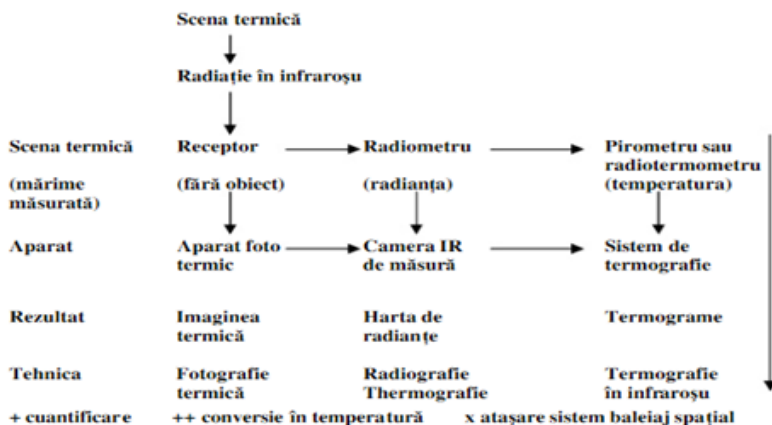 Scena termică
Radiație în infraroșu
Scena termică Receptor Radiometru Pirometru sau
radiotermometru
(mărime (fără obiect) (radianța) (temperatura)
măsurată)
Aparat Aparat foto Camera IR Sistem de
termic de măsură termografie
Rezultat Imaginea Harta de Termograme
termică radianțe
Tehnica Fotografie Radiografie Termografie
termică Thermografie în infraroșu
+ cuantificare ++ conversie în temperatură x atașare sistem baleiaj spațial